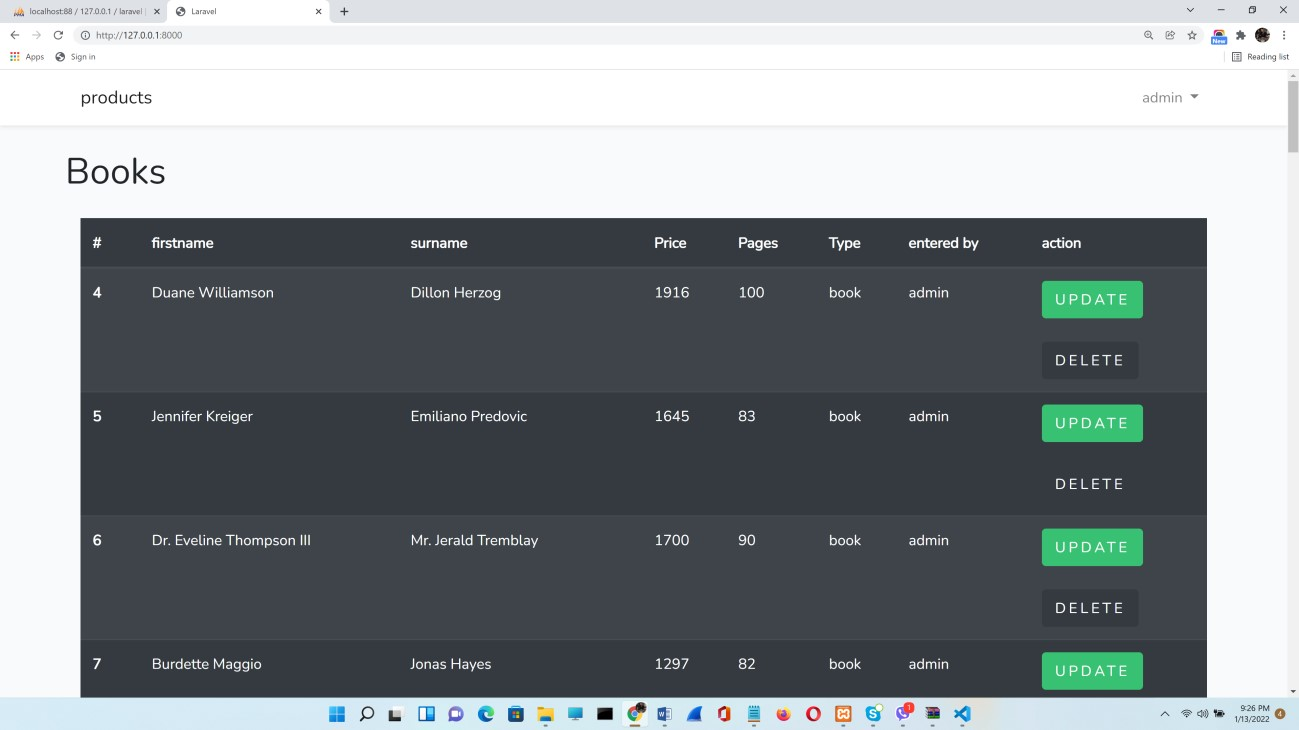 localhost:88 / 127.0.0.1 / laravel
Laravel
http://127.0.0.1:8000
New
Apps
Sign in
Reading list
products
admin
Books
# firstname surname Price Pages Type entered by action
4 Duane Williamson Dillon Herzog 1916 100 book admin UPDATE
DELETE
5 Jennifer Kreiger Emiliano Predovic 1645 83 book admin UPDATE
DELETE
6 Dr. Eveline Thompson III Mr. Jerald Tremblay 1700 90 book admin UPDATE
DELETE
7 Burdette Maggio Jonas Hayes 1297 82 book admin UPDATE
1
9:26 PM
1/13/2022
4